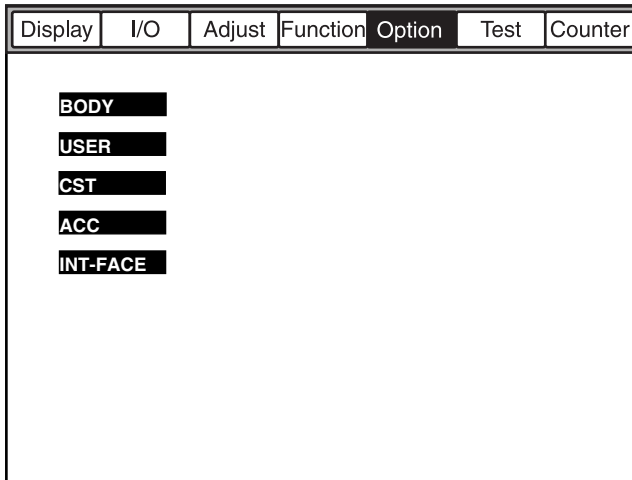 Display I/O Adjust Function Option Test Counter
BODY
USER
CST
ACC
INT-FACE